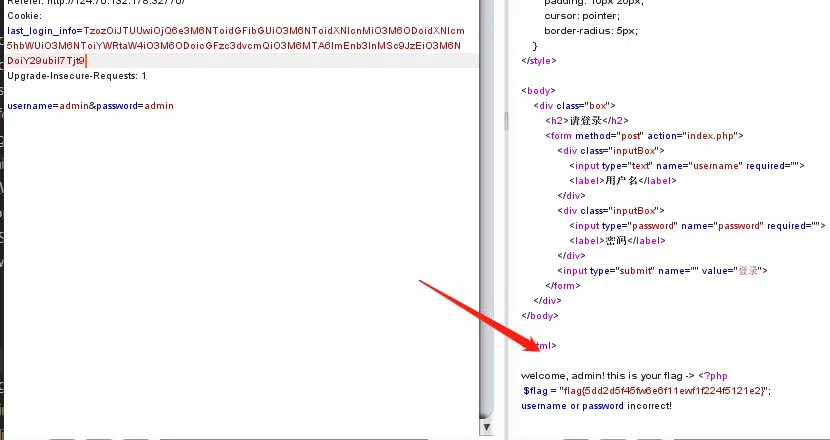 Referer: http://124.70.132.178:32770/
Cookie:
username=admin&password=admin
Upgrade-Insecure-Requests: 1
padding: 10px 20px;
cursor: pointer;
border-radius: 5px;
}
</style>
<body>
<div class="box">
<h2>请登录</h2>
<form method="post" action="index.php">
<div class="inputBox">
<input type="text" name="username" required="">
<label>用户名</label>
</div>
<div class="inputBox">
<input type="password" name="password" required="">
<label>密码</label>
</div>
<input type="submit" name="" value="登录">
</form>
</div>
</body>
welcome, admin! this is your flag -> <?php
$flag = "flag{5dd2d5f45fw6e6f11ewf1f224f5121e2}";
username or password incorrect!